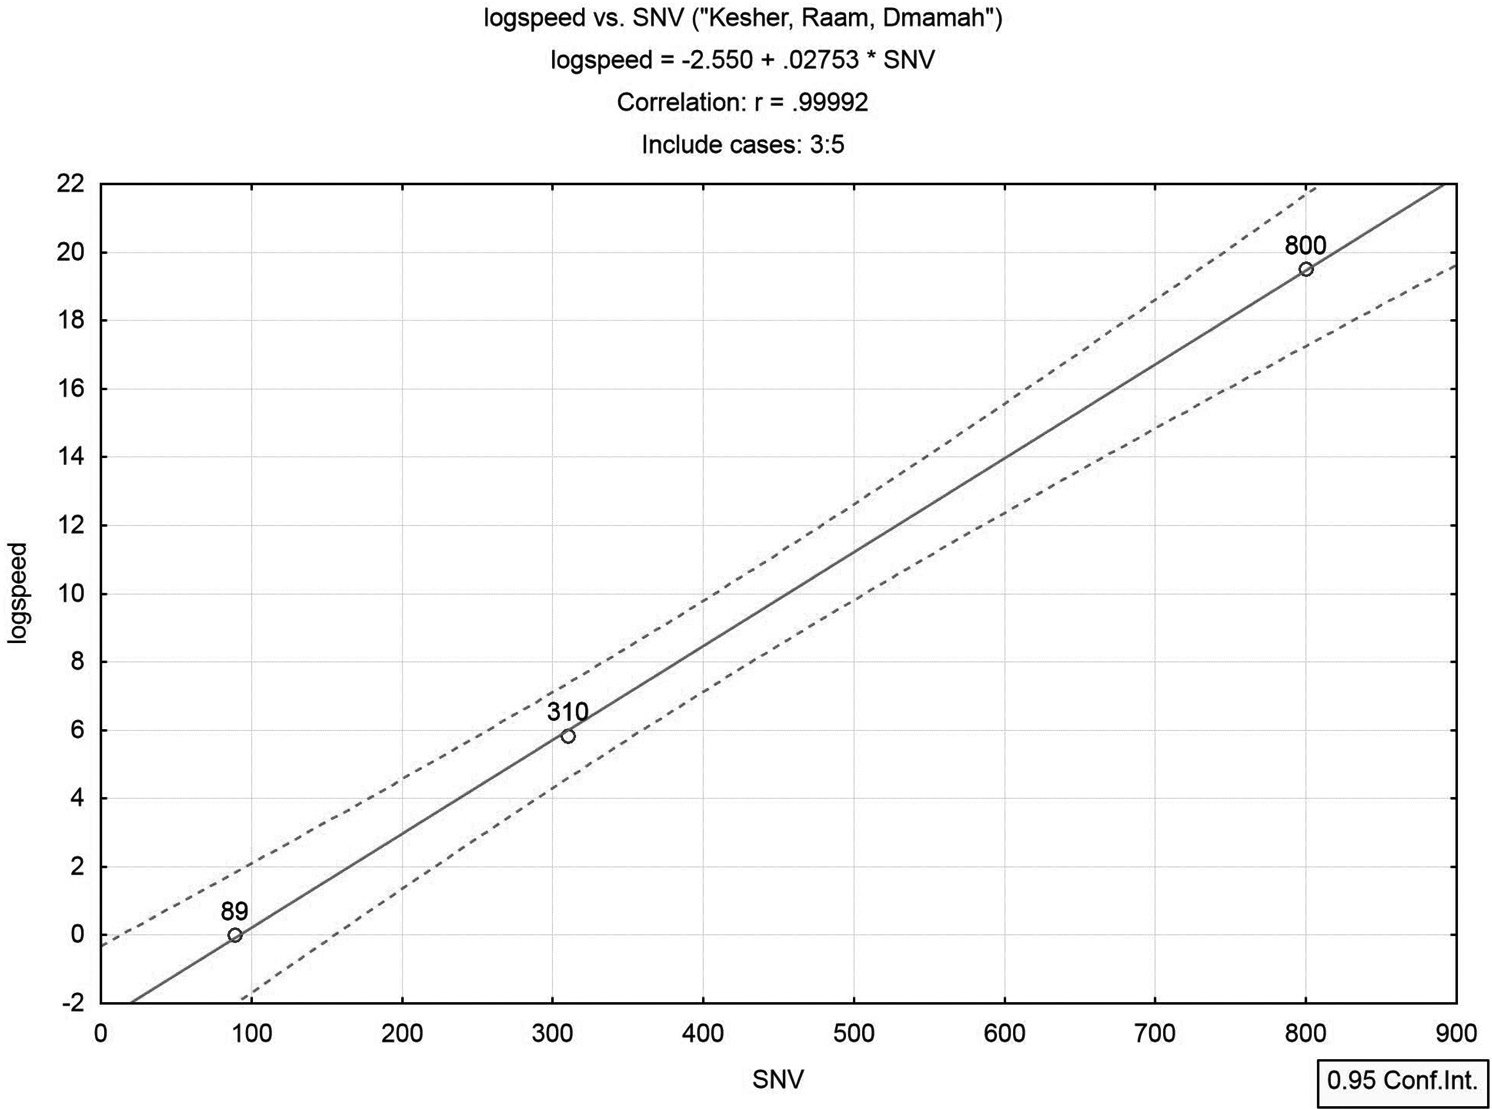 logspeed vs. SNV ("Kesher, Raam, Dmamah")
logspeed = -2.550 + .02753 * SNV
Correlation: r = .99992
Include cases: 3:5
22
20
18
16
14
12
10
8
6
4
2
0
-2
logspeed
800
310
89
0 100 200 300 400 500 600 700 800 900
SNV
0.95 Conf.Int.